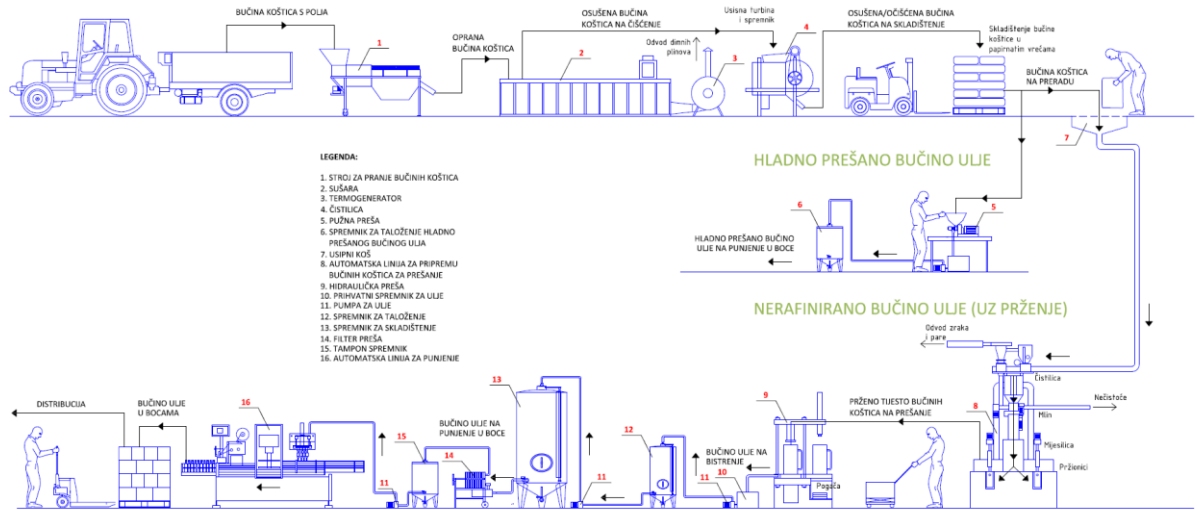 BUČINA KOŠTICA S POLJA
1
OPRANA
BUČINA KOŠTICA
OSUŠENA BUČINA
KOŠTICA NA ČIŠĆENJE
2
Odvod dimnih
plinova
3
Usisna turbina
i spremnik
4
OSUŠENA/OČIŠĆENA BUČINA
KOŠTICA NA SKLADIŠTENJE
Skladištenje bučine
koštice u
papirnatim vrećama
BUČINA KOŠTICA
NA PRERADU
7
LEGENDA:
1. STROJ ZA PRANJE BUČINIH KOŠTICA
2. SUŠARA
3. TERMOGENERATOR
4. ČISTILICA
5. PUŽNA PREŠA
6. SPREMNIK ZA TALOŽENJE HLADNO
PREŠANOG BUČINOG ULJA
7. USIPNI KOŠ
8. AUTOMATSKA LINIJA ZA PRIPREMU
BUČINIH KOŠTICA ZA PREŠANJE
9. HIDRAULIČKA PREŠA
10. PRIHVATNI SPREMNIK ZA ULJE
11. PUMPA ZA ULJE
12. SPREMNIK ZA TALOŽENJE
13. SPREMNIK ZA SKLADIŠTENJE
14. FILTER PREŠA
15. TAMPON SPREMNIK
16. AUTOMATSKA LINIJA ZA PUNJENJE
HLADNO PREŠANO BUČINO ULJE
6
5
HLADNO PREŠANO BUČINO
ULJE NA PUNJENJE U BOCE
NERAFINIRANO BUČINO ULJE (UZ PRŽENJE)
Odvod zraka
i pare
Čistilica
Nečistoće
8
Mlin
Mijesilica
Pržionici
PRŽENO TIJESTO BUČINIH
KOŠTICA NA PREŠANJE
9
Pogača
BUČINO ULJE NA
BISTRENJE
10
11
12
11
13
BUČINO ULJE NA
PUNJENJE U BOCE
14
15
11
16
BUČINO ULJE
U BOCAMA
DISTRIBUCIJA